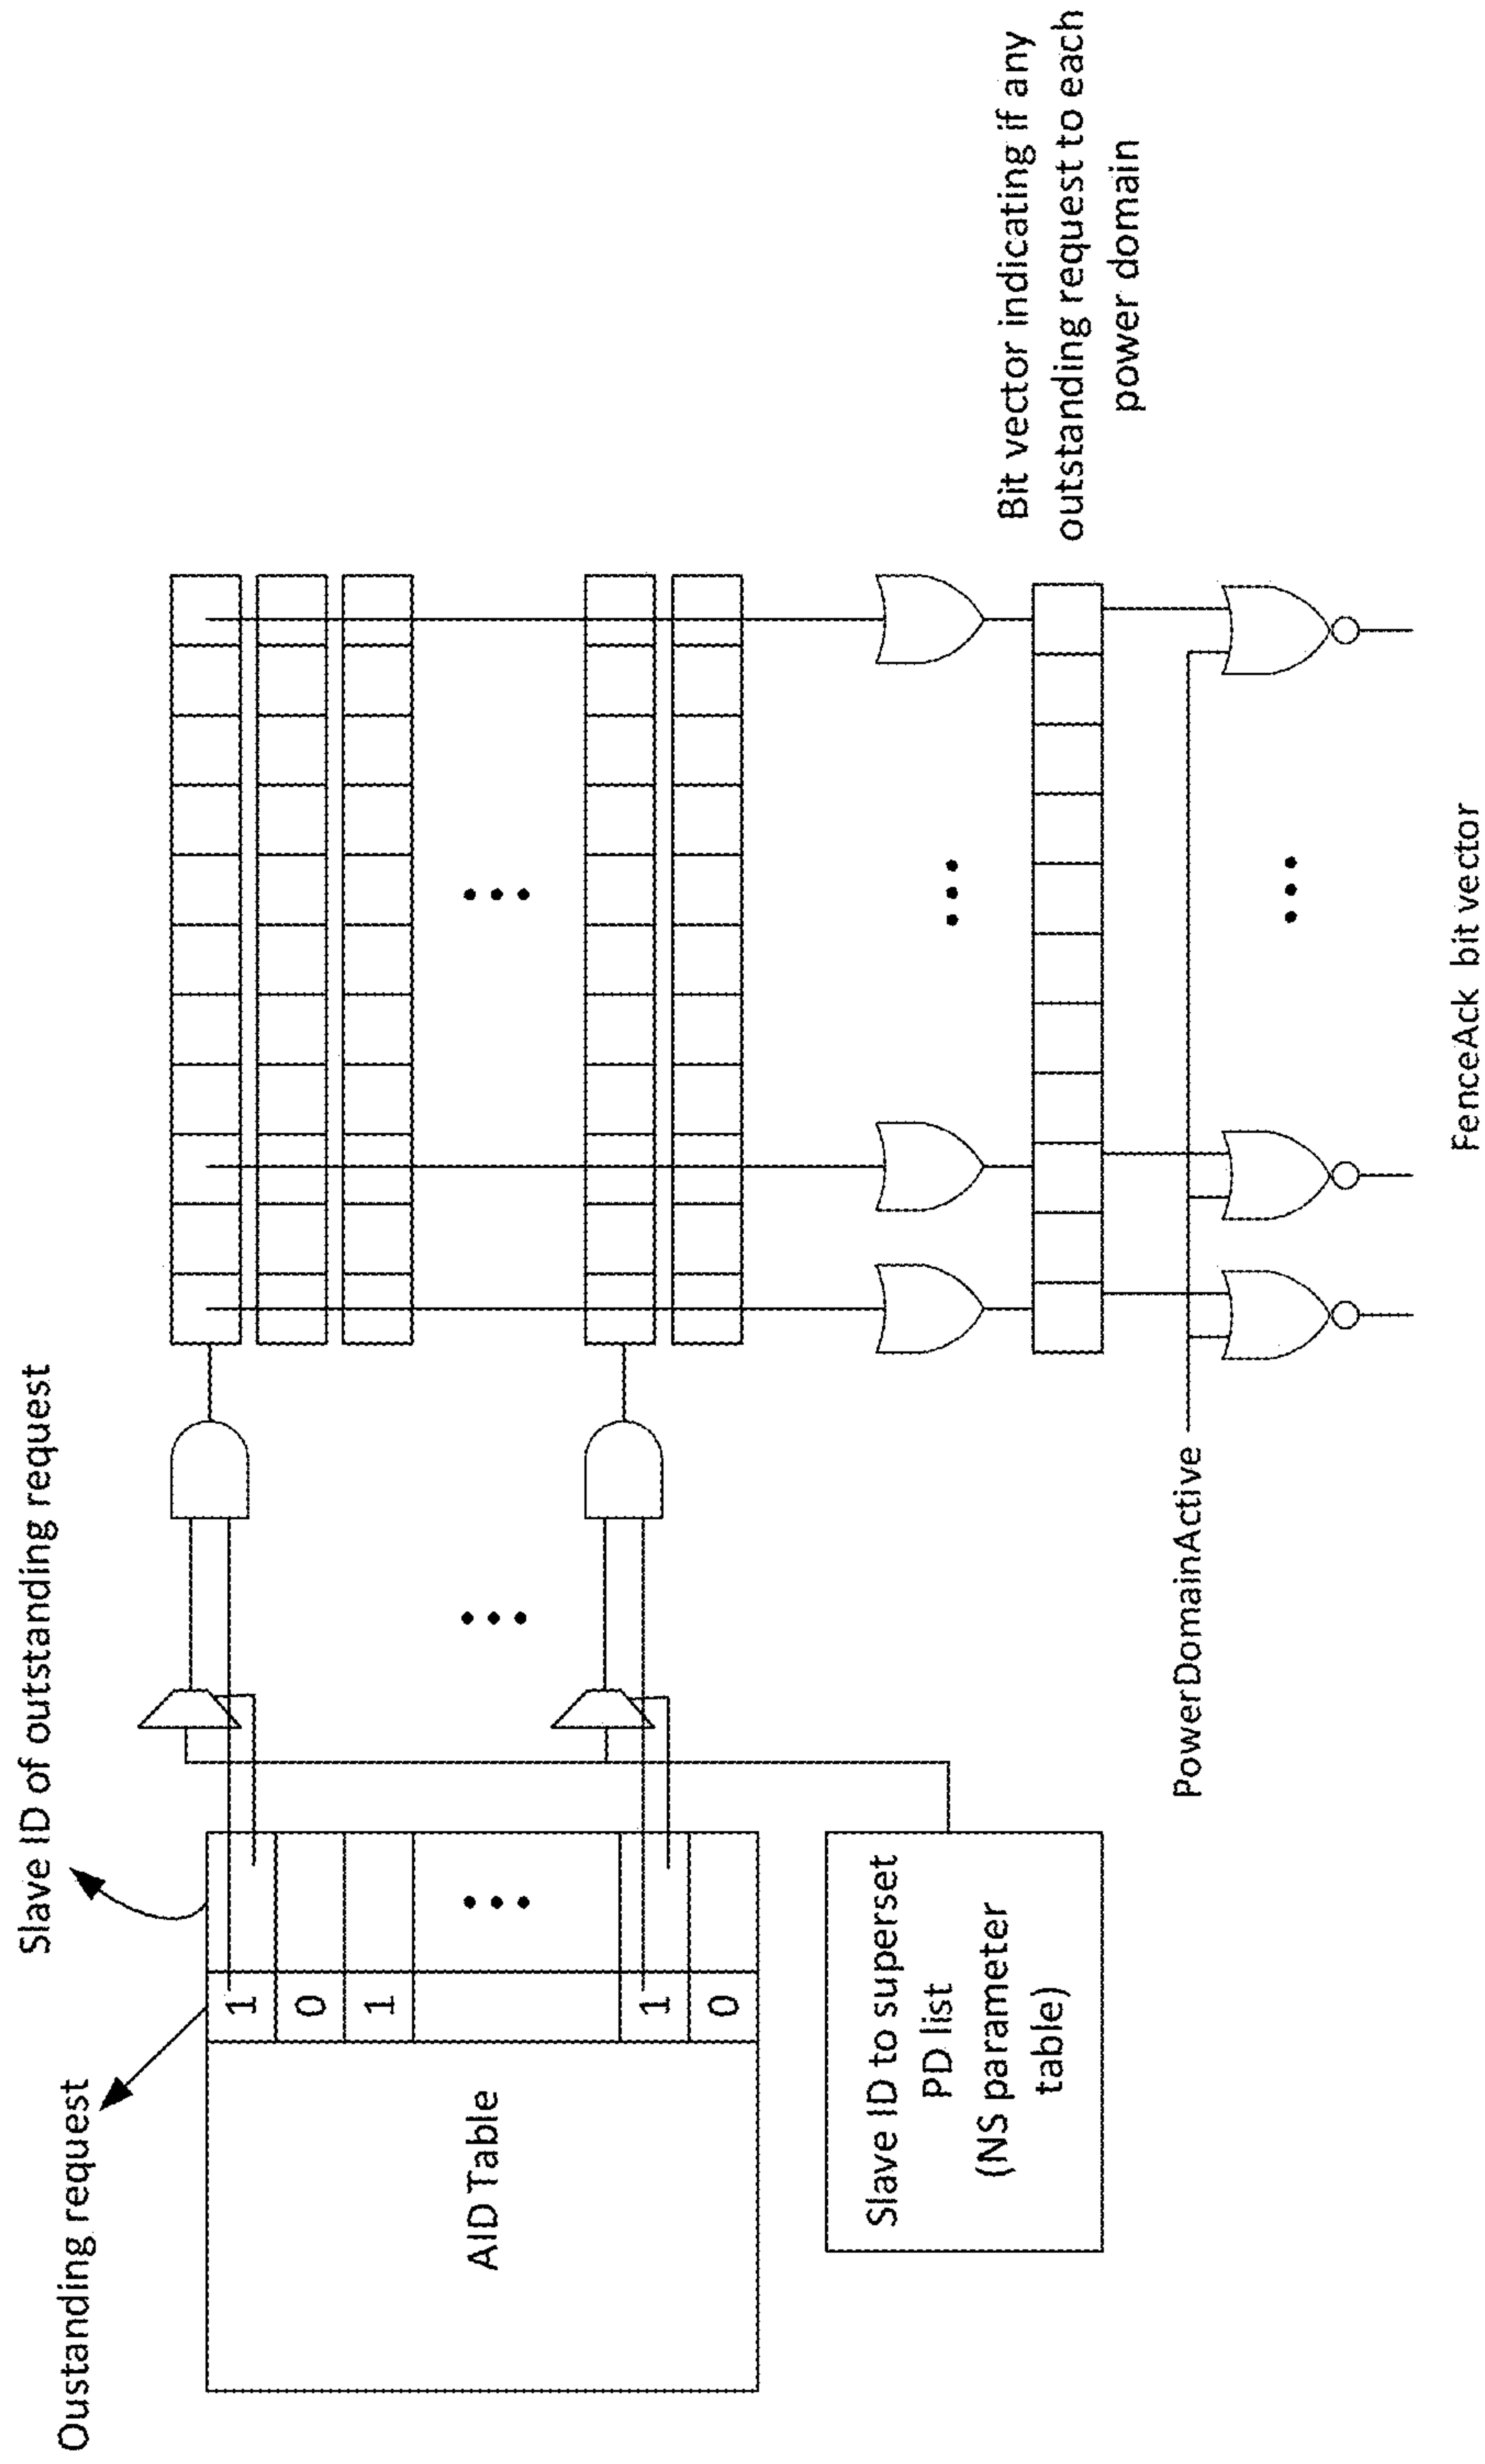 Oustanding request
Slave ID of outstanding request
1
0
1
1
0
AID Table
Slave ID to superset
PD list
(NS parameter
table)
Bit vector indicating if any
outstanding request to each
power domain
PowerDomainActive
FenceAck bit vector